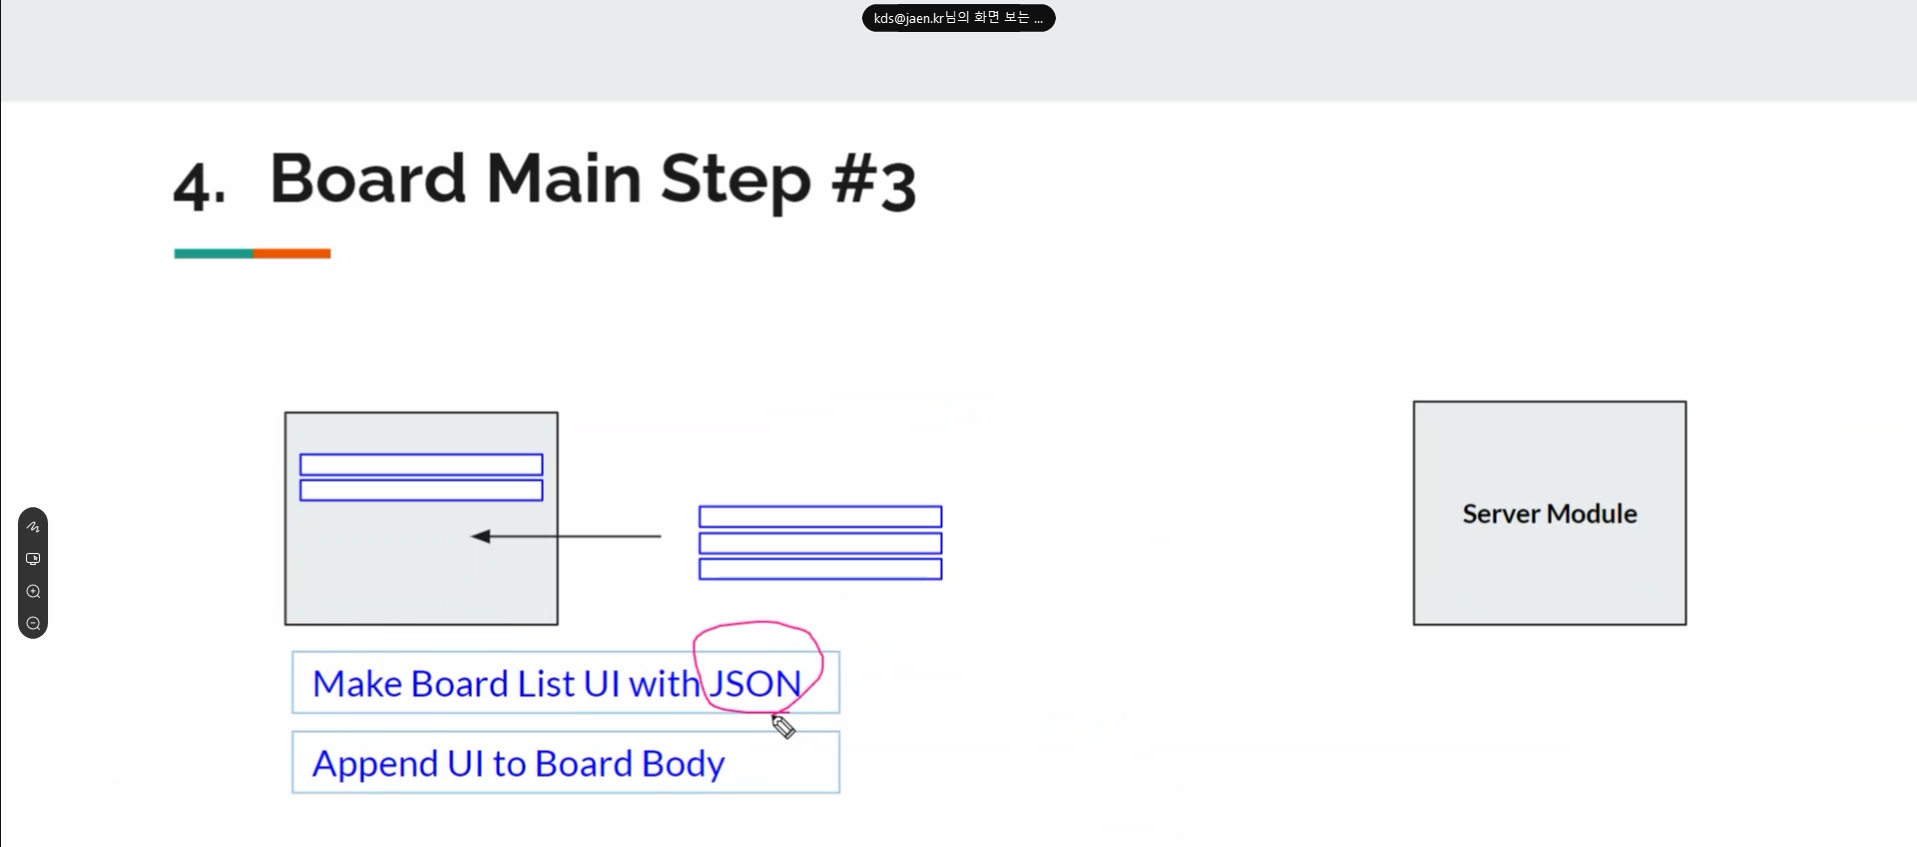 kds@jaen.kr님의 화면 보는 ...
4. Board Main Step #3
Server Module
Make Board List UI with JSON
Append UI to Board Body